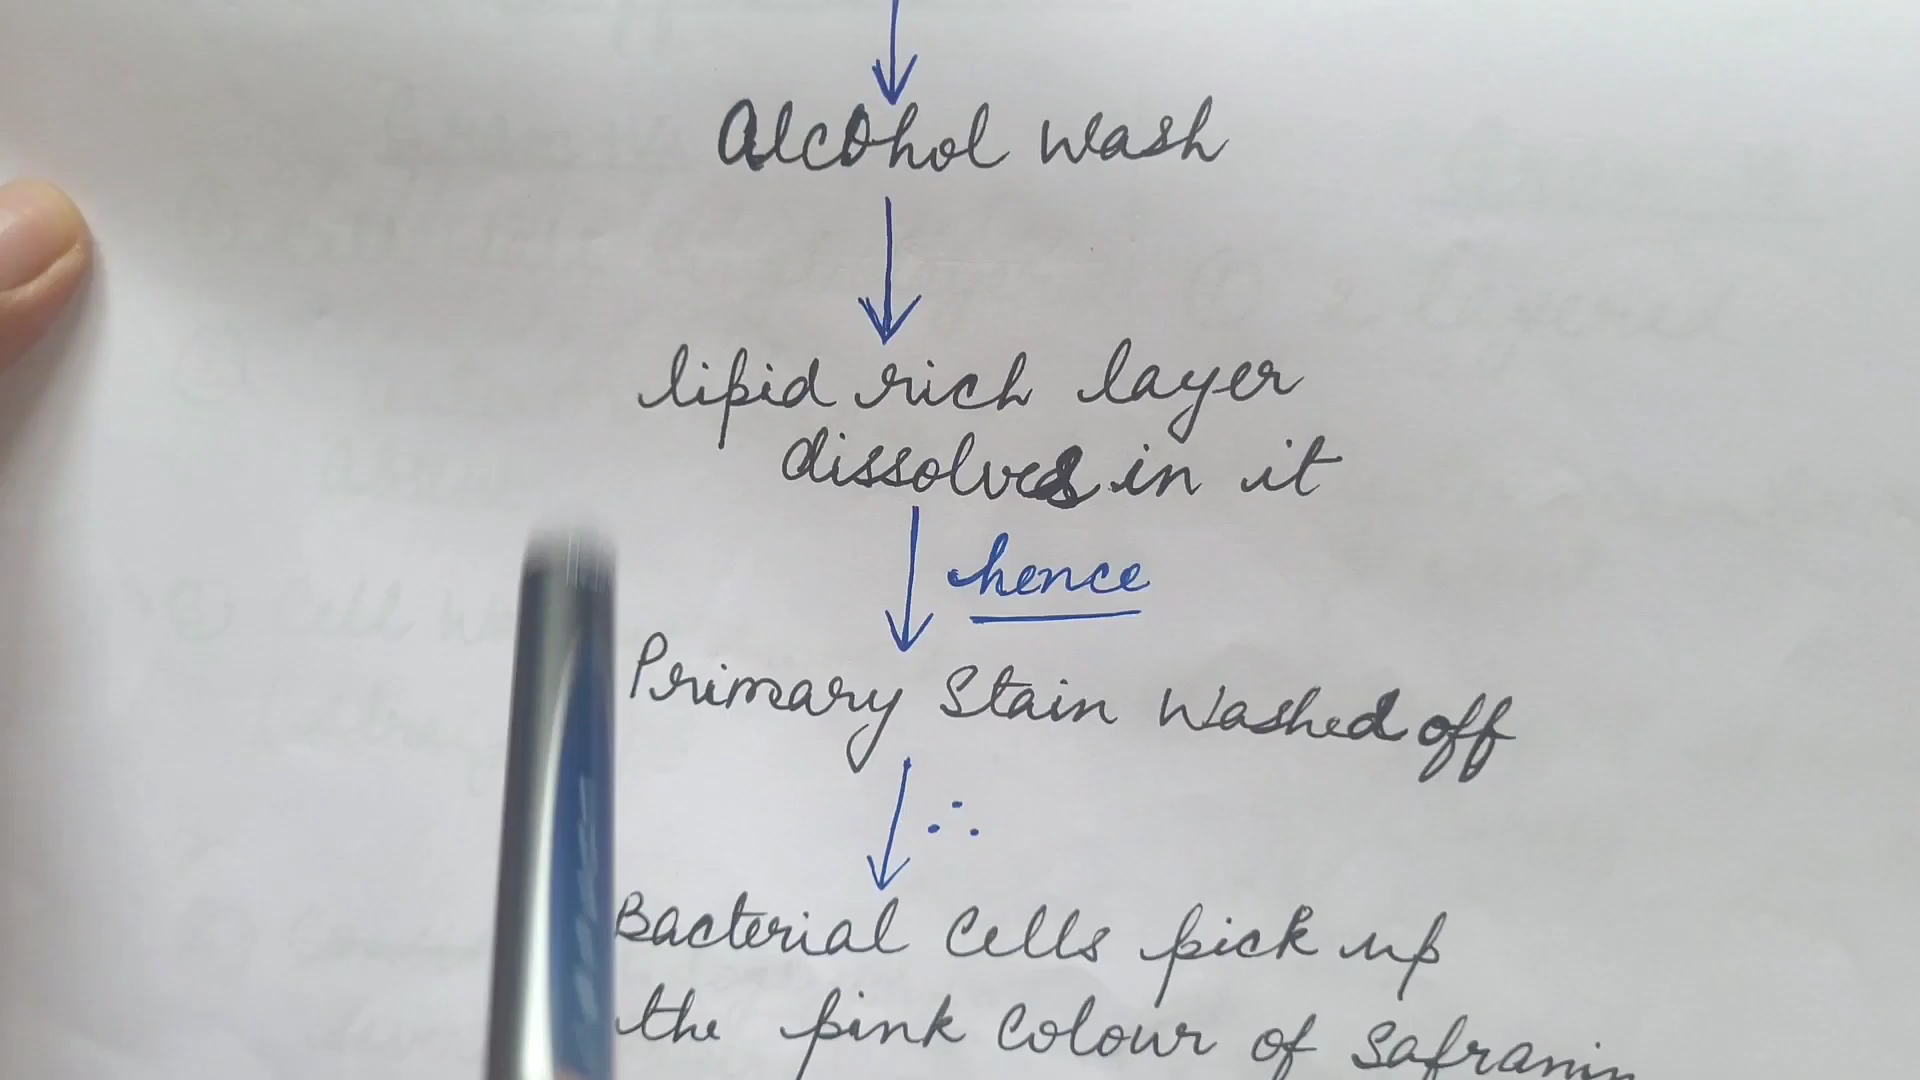 Alcohol wash
lipid rich layer
dissolves in it
hence
Primary Stain Washed off
∴
Bacterial Cells pick up
the pink Colour of Safranin